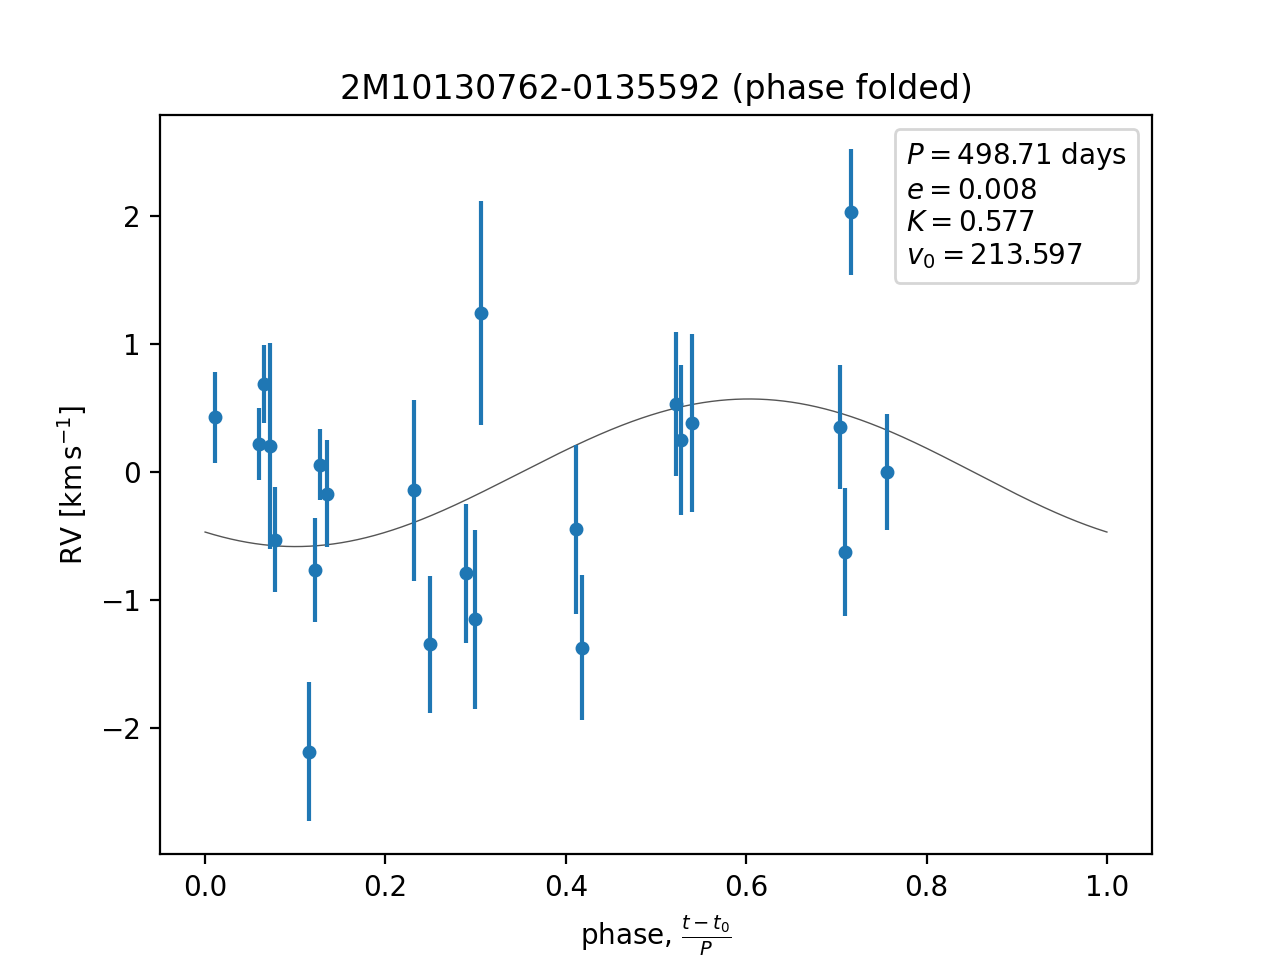 2M10130762-0135592 (phase folded)
P = 498.71 days
e = 0.008
K = 0.577
v₀ = 213.597
RV [km s⁻¹]
2
1
0
−1
−2
0.0 0.2 0.4 0.6 0.8 1.0
phase, (t − t₀)/P